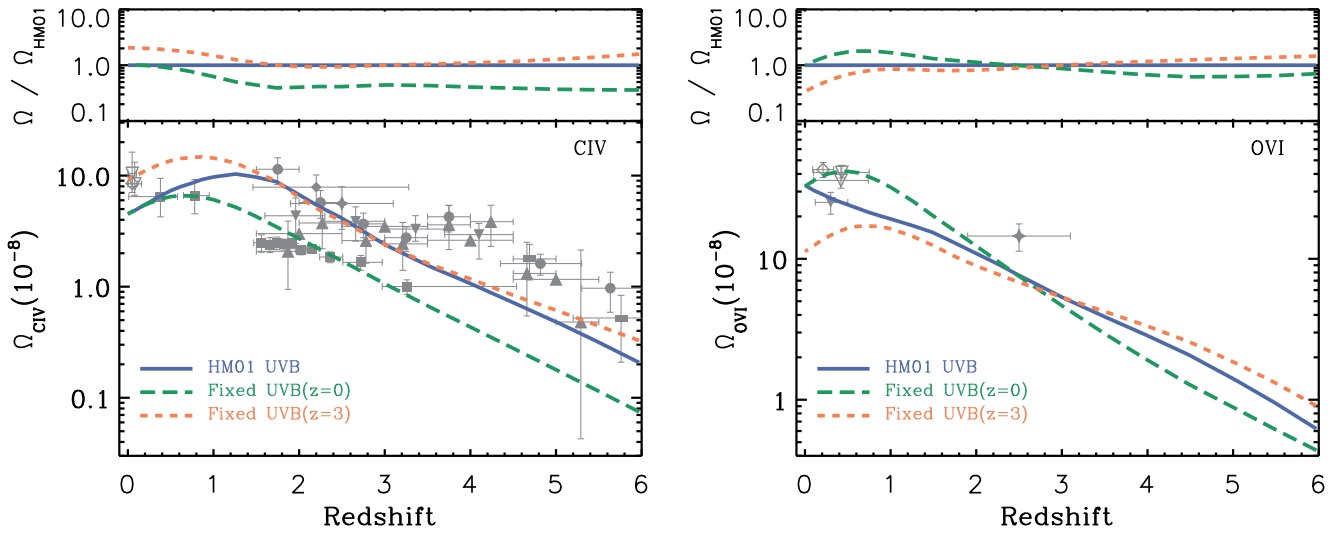 10.0
1.0
0.1
Ω / Ω_HM01
10.0
1.0
0.1
Ω_CIV(10^-8)
CIV
HM01 UVB
Fixed UVB(z=0)
Fixed UVB(z=3)
0 1 2 3 4 5 6
Redshift
10.0
1.0
0.1
Ω / Ω_HM01
10
1
Ω_OVI(10^-8)
OVI
HM01 UVB
Fixed UVB(z=0)
Fixed UVB(z=3)
0 1 2 3 4 5 6
Redshift